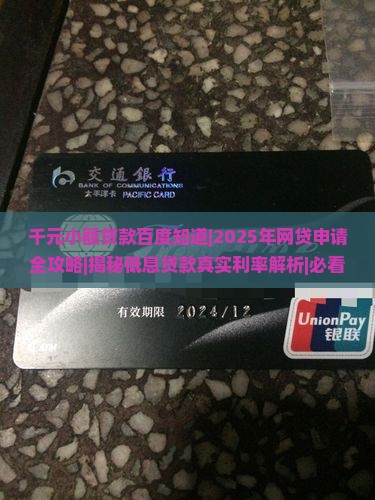 交通銀行
BANK OF COMMUNICATIONS
太平洋卡 PACIFIC CARD
千元小额贷款百度知道|2025年网贷申请
全攻略|揭秘低息贷款真实利率解析|必看
有效期限 2024/12
ATM
UnionPay
银联